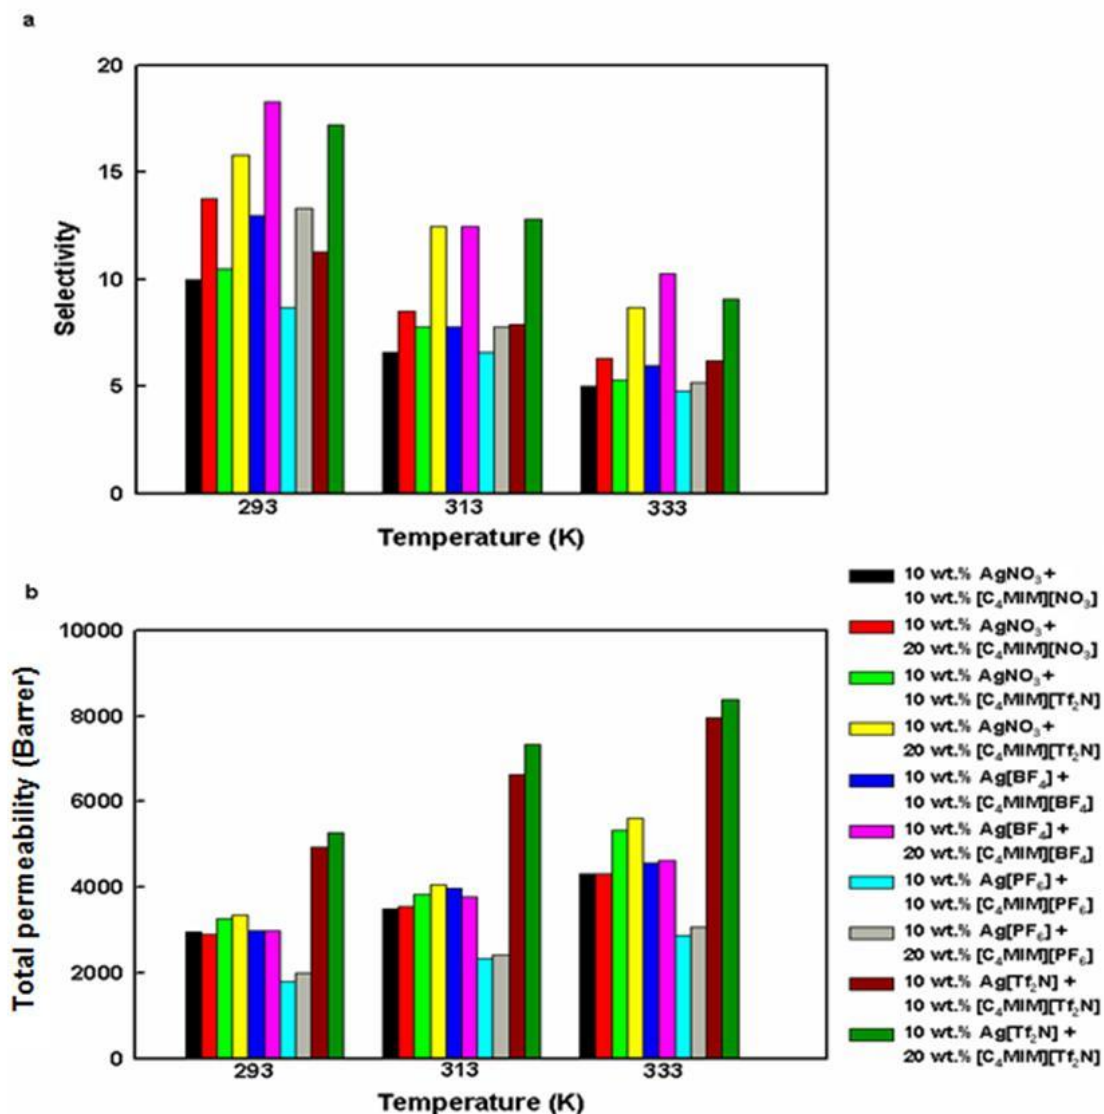 a
20
15
10
5
0
Selectivity
293 313 333
Temperature (K)
b
10000
8000
6000
4000
2000
0
Total permeability (Barrer)
293 313 333
Temperature (K)
10 wt.% AgNO₃ +
10 wt.% [C₄MIM][NO₃]
10 wt.% AgNO₃ +
20 wt.% [C₄MIM][NO₃]
10 wt.% AgNO₃ +
10 wt.% [C₄MIM][Tf₂N]
10 wt.% AgNO₃ +
20 wt.% [C₄MIM][Tf₂N]
10 wt.% Ag[BF₄] +
10 wt.% [C₄MIM][BF₄]
10 wt.% Ag[BF₄] +
20 wt.% [C₄MIM][BF₄]
10 wt.% Ag[PF₆] +
10 wt.% [C₄MIM][PF₆]
10 wt.% Ag[PF₆] +
20 wt.% [C₄MIM][PF₆]
10 wt.% Ag[Tf₂N] +
10 wt.% [C₄MIM][Tf₂N]
10 wt.% Ag[Tf₂N] +
20 wt.% [C₄MIM][Tf₂N]